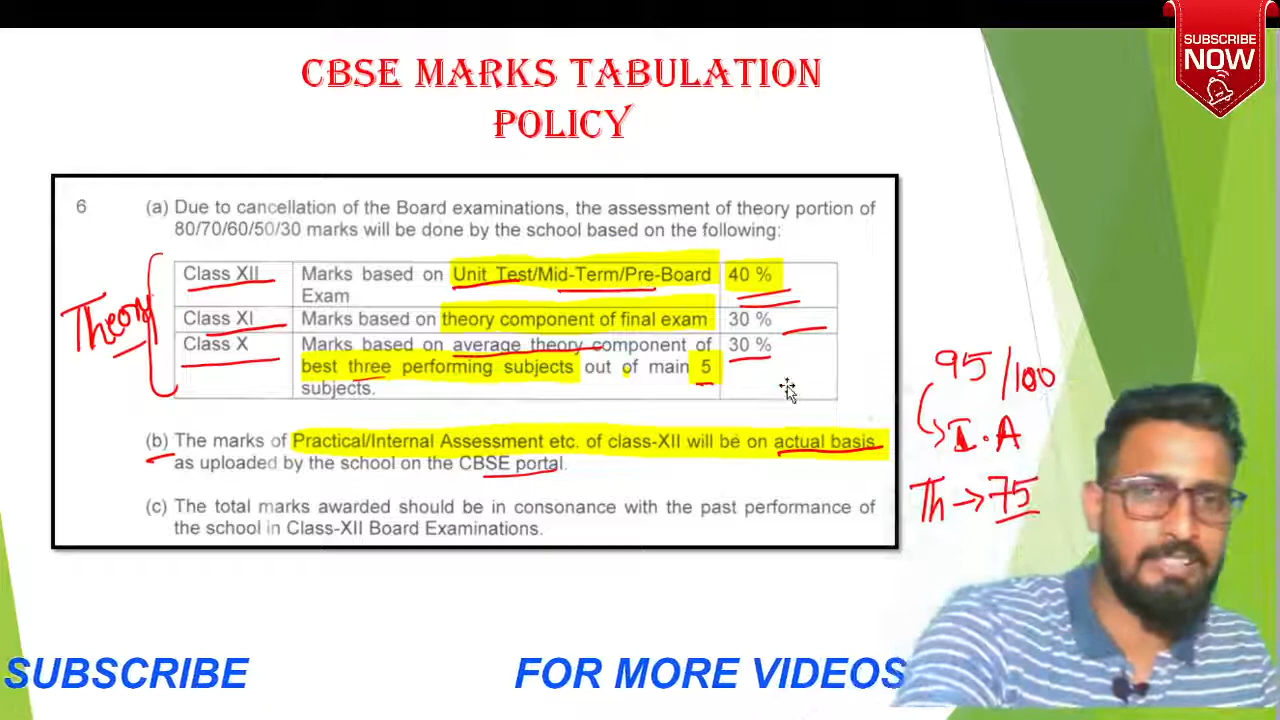 SUBSCRIBE
NOW
CBSE MARKS TABULATION
POLICY
6 (a) Due to cancellation of the Board examinations, the assessment of theory portion of
80/70/60/50/30 marks will be done by the school based on the following:
Class XII Marks based on Unit Test/Mid-Term/Pre-Board 40 %
Exam
Class XI Marks based on theory component of final exam 30 %
Class X Marks based on average theory component of 30 %
best three performing subjects out of main 5
subjects.
Theory
95/100
I.A
Th → 75
(b) The marks of Practical/Internal Assessment etc. of class-XII will be on actual basis
as uploaded by the school on the CBSE portal.
(c) The total marks awarded should be in consonance with the past performance of
the school in Class-XII Board Examinations.
SUBSCRIBE FOR MORE VIDEOS